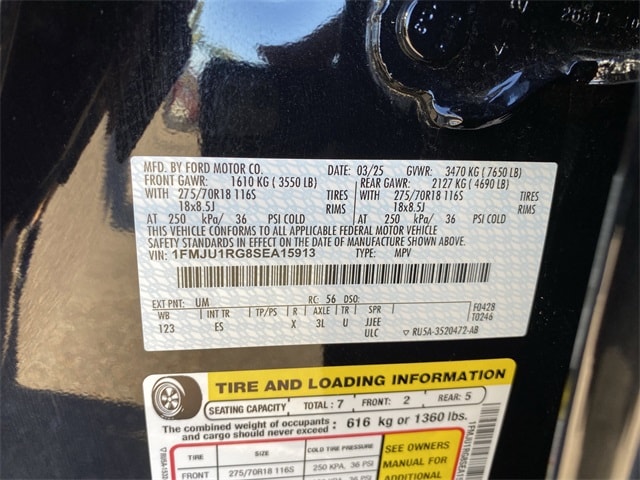 MFD. BY FORD MOTOR CO.
DATE: 03/25 GVWR: 3470 KG (7650 LB)
FRONT GAWR: 1610 KG (3550 LB)
REAR GAWR: 2127 KG (4690 LB)
WITH 275/70R18 116S TIRES
WITH 275/70R18 116S TIRES
18x8.5J RIMS
18x8.5J RIMS
AT 250 kPa/ 36 PSI COLD
AT 250 kPa/ 36 PSI COLD
THIS VEHICLE CONFORMS TO ALL APPLICABLE FEDERAL MOTOR VEHICLE
SAFETY STANDARDS IN EFFECT ON THE DATE OF MANUFACTURE SHOWN ABOVE.
VIN: 1FMJU1RG8SEA15913 TYPE: MPV
EXT PNT: UM RC: 56 DSO:
WB INT TR TP/PS R AXLE TR SPR
123 ES X 3L U JJEE
ULC
F0428
T0246
▽ RU5A-3520472-AB
TIRE AND LOADING INFORMATION
SEATING CAPACITY TOTAL: 7 FRONT: 2 REAR: 5
The combined weight of occupants
and cargo should never exceed: 616 kg or 1360 lbs.
TIRE SIZE COLD TIRE PRESSURE
FRONT 275/70R18 116S 250 KPA, 36 PSI
SEE OWNERS
MANUAL FOR
ADDITIONAL